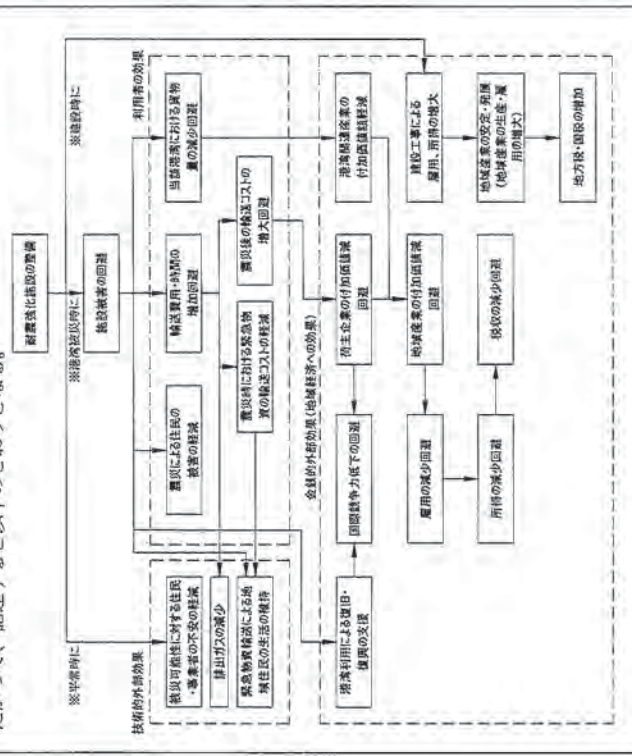 耐震強化施設の整備
※平常時に
※港湾被災時に
※建設時に
施設被害の回避
技術的外部効果
利用者の効果
被災可能性に対する住民
・事業者の不安の軽減
排出ガスの減少
緊急物資輸送による地
域住民の生活の維持
震災による住民の
被害の軽減
輸送費用・時間の
増加回避
当該港湾における貨物
量の減少回避
震災時における緊急物
資の輸送コストの軽減
震災後の輸送コストの
増大回避
金銭的外部効果(地域経済への効果)
港湾利用による復旧・
復興の支援
国際競争力低下の回避
荷主企業の付加価値減
回避
港湾関連産業の
付加価値額軽減
雇用の減少回避
地域産業の付加価値減
回避
建設工事による
雇用、所得の増大
所得の減少回避
税収の減少回避
地域産業の安定・発展
(地域産業の生産・雇
用の増大)
地方税・国税の増加